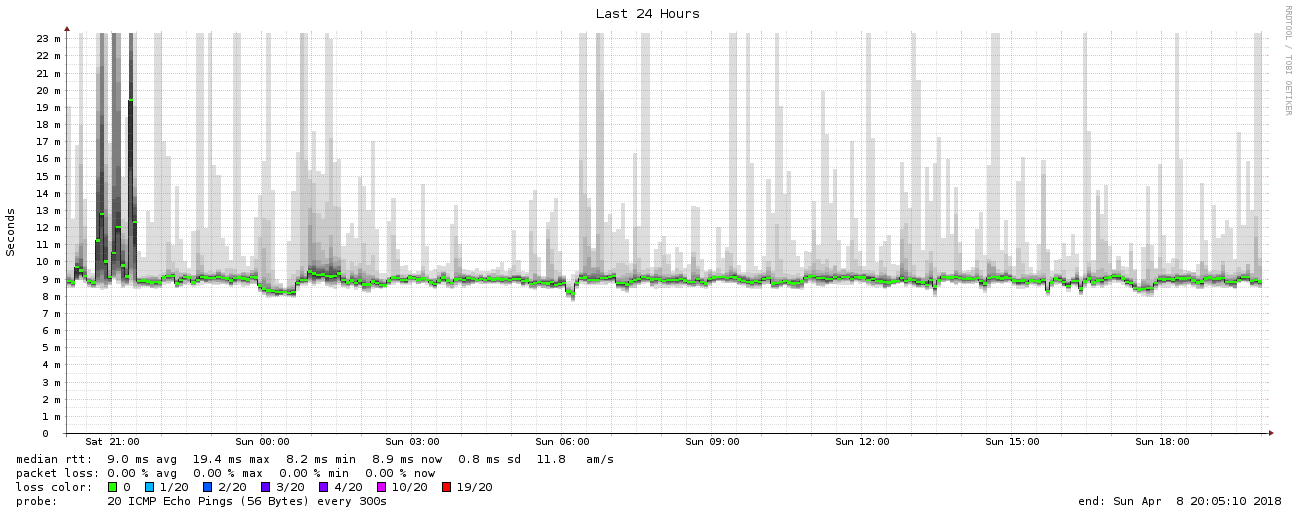 Last 24 Hours
RRDTOOL / TOBI OETIKER
Seconds
23 m
22 m
21 m
20 m
19 m
18 m
17 m
16 m
15 m
14 m
13 m
12 m
11 m
10 m
9 m
8 m
7 m
6 m
5 m
4 m
3 m
2 m
1 m
0
Sat 21:00 Sun 00:00 Sun 03:00 Sun 06:00 Sun 09:00 Sun 12:00 Sun 15:00 Sun 18:00
median rtt: 9.0 ms avg 19.4 ms max 8.2 ms min 8.9 ms now 0.8 ms sd 11.8 am/s
packet loss: 0.00 % avg 0.00 % max 0.00 % min 0.00 % now
loss color: 0 1/20 2/20 3/20 4/20 10/20 19/20
probe: 20 ICMP Echo Pings (56 Bytes) every 300s end: Sun Apr 8 20:05:10 2018